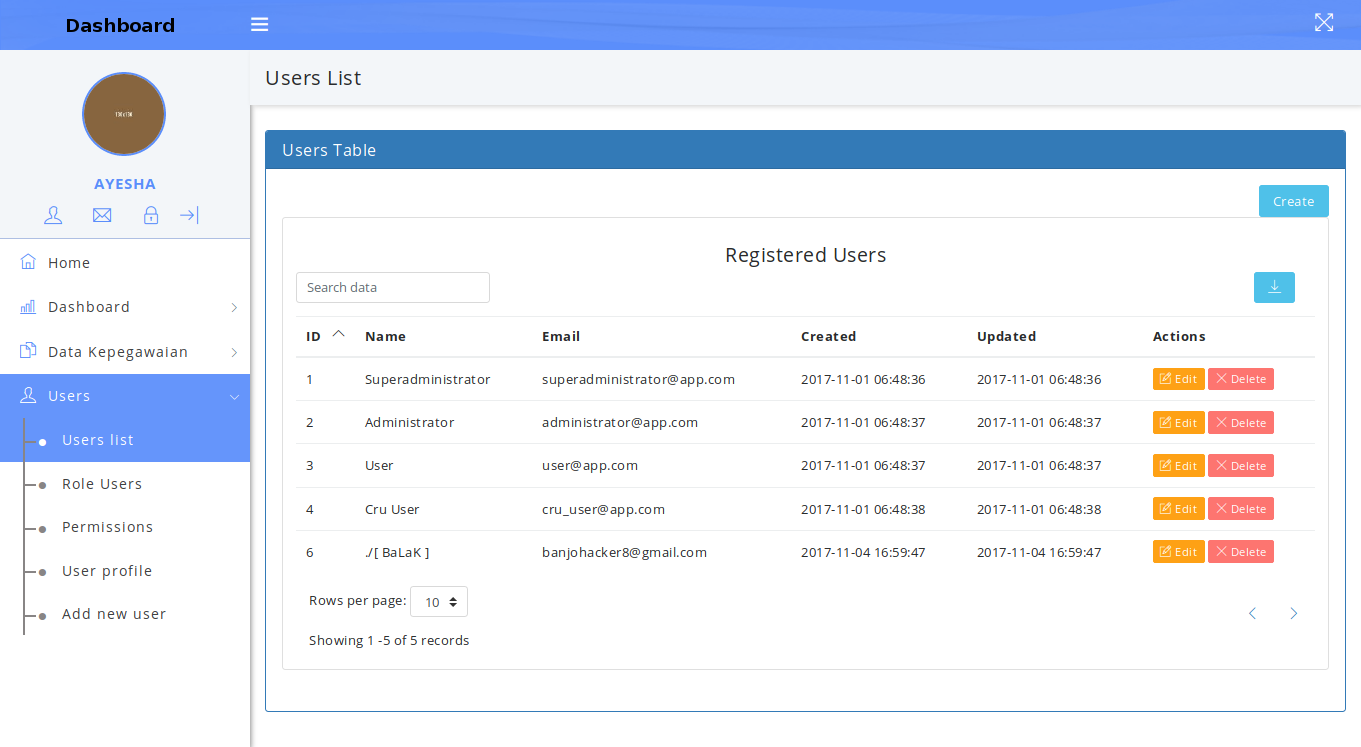 Dashboard
Users List
130x130
AYESHA
Home
Dashboard
Data Kepegawaian
Users
Users list
Role Users
Permissions
User profile
Add new user
Users Table
Create
Registered Users
Search data
ID Name Email Created Updated Actions
1 Superadministrator superadministrator@app.com 2017-11-01 06:48:36 2017-11-01 06:48:36 Edit Delete
2 Administrator administrator@app.com 2017-11-01 06:48:37 2017-11-01 06:48:37 Edit Delete
3 User user@app.com 2017-11-01 06:48:37 2017-11-01 06:48:37 Edit Delete
4 Cru User cru_user@app.com 2017-11-01 06:48:38 2017-11-01 06:48:38 Edit Delete
6 ./[ BaLaK ] banjohacker8@gmail.com 2017-11-04 16:59:47 2017-11-04 16:59:47 Edit Delete
Rows per page: 10
Showing 1 -5 of 5 records